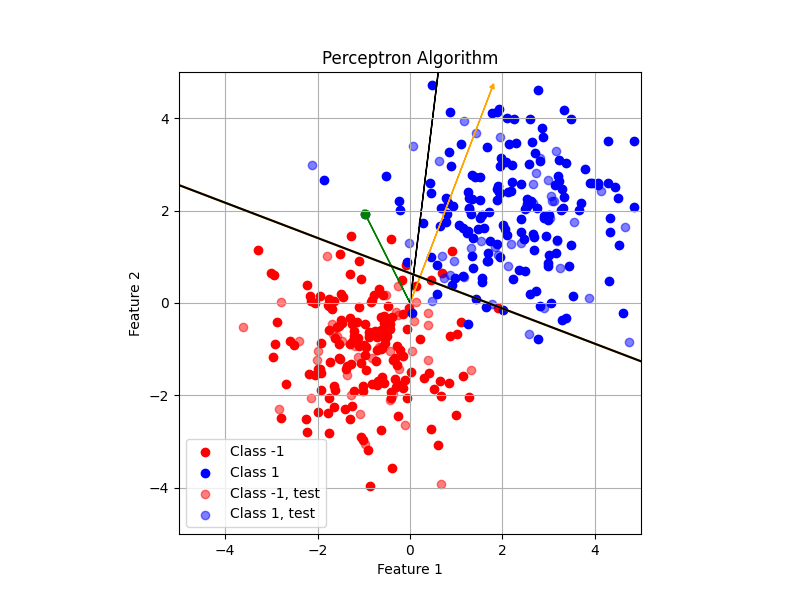 Perceptron Algorithm
4
2
0
−2
−4
Feature 2
Class -1
Class 1
Class -1, test
Class 1, test
−4
−2
0
2
4
Feature 1